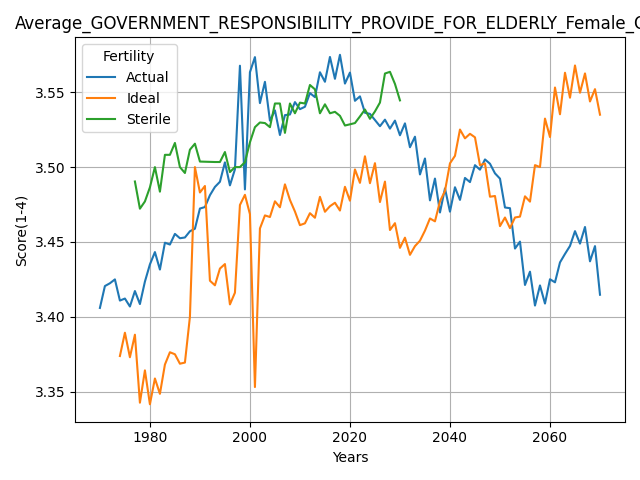 Average_GOVERNMENT_RESPONSIBILITY_PROVIDE_FOR_ELDERLY_Female_
Fertility
Actual
Ideal
Sterile
3.55
3.50
3.45
3.40
3.35
Score(1-4)
1980
2000
2020
2040
2060
Years